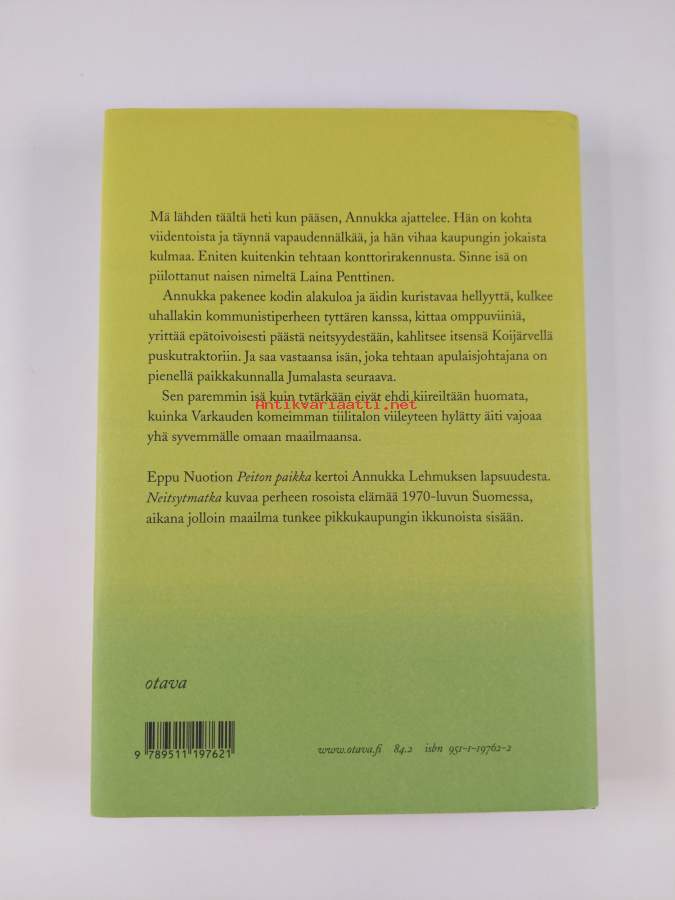 Mä lähden täältä heti kun pääsen, Annukka ajattelee. Hän on kohta
viidentoista ja täynnä vapaudennälkää, ja hän vihaa kaupungin jokaista
kulmaa. Eniten kuitenkin tehtaan konttorirakennusta. Sinne isä on
piilottanut naisen nimeltä Laina Penttinen.
Annukka pakenee kodin alakuloa ja äidin kuristavaa hellyyttä, kulkee
uhallakin kommunistiperheen tyttären kanssa, kittaa omppuviiniä,
yrittää epätoivoisesti päästä neitsyydestään, kahlitsee itsensä Koijärvellä
puskutraktoriin. Ja saa vastaansa isän, joka tehtaan apulaisjohtajana on
pienellä paikkakunnalla Jumalasta seuraava.
Sen paremmin isä kuin tytärkään eivät ehdi kiireiltään huomata,
Antikvariaatti.net
kuinka Varkauden komeimman tiilitalon viileyteen hylätty äiti vajoaa
yhä syvemmälle omaan maailmaansa.
Eppu Nuotion Peiton paikka kertoi Annukka Lehmuksen lapsuudesta.
Neitsytmatka kuvaa perheen rosoista elämää 1970-luvun Suomessa,
aikana jolloin maailma tunkee pikkukaupungin ikkunoista sisään.
otava
9 789511 197621
www.otava.fi 84.2 isbn 951-1-19762-2